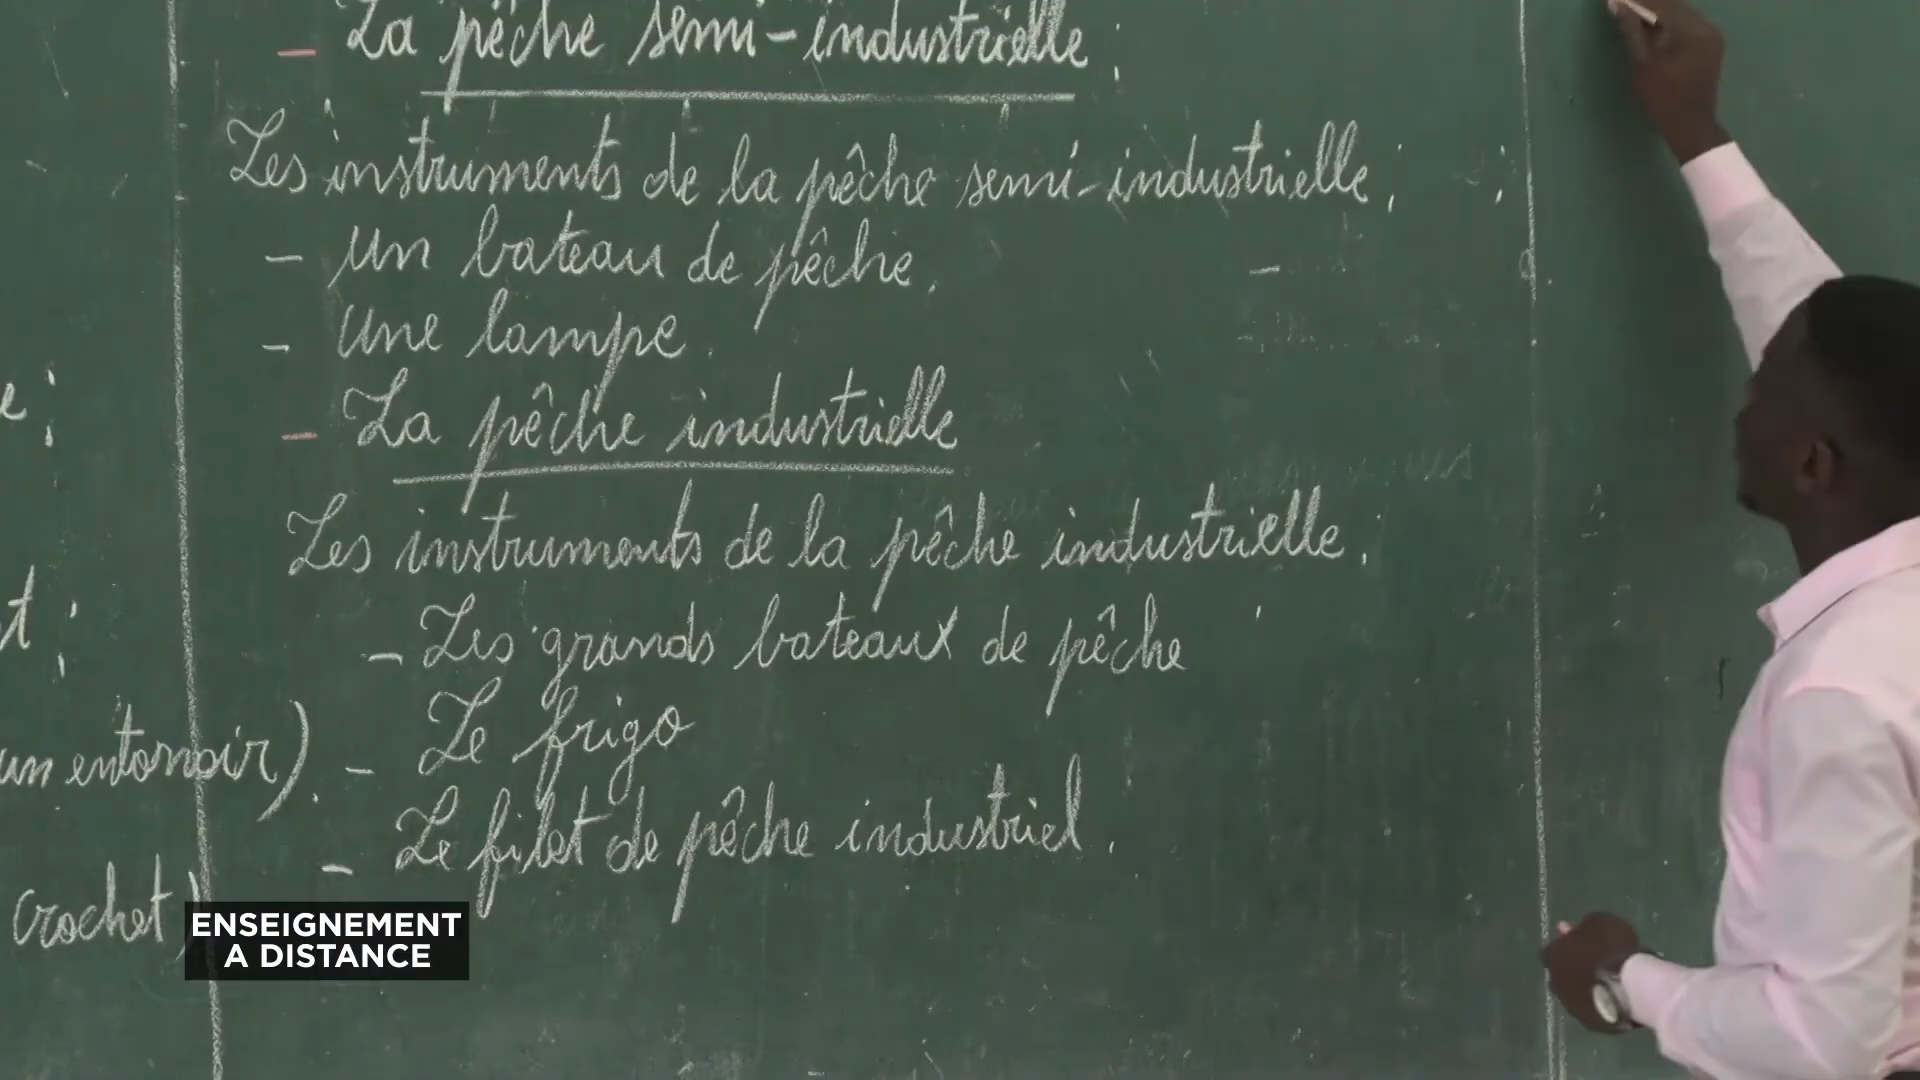 - La pêche semi-industrielle :
Les instruments de la pêche semi-industrielle :
- un bateau de pêche.
- une lampe.
- La pêche industrielle
Les instruments de la pêche industrielle :
- Les grands bateaux de pêche
- Le frigo
- Le filet de pêche industriel.
un entonnoir).
crochet)
ENSEIGNEMENT
A DISTANCE